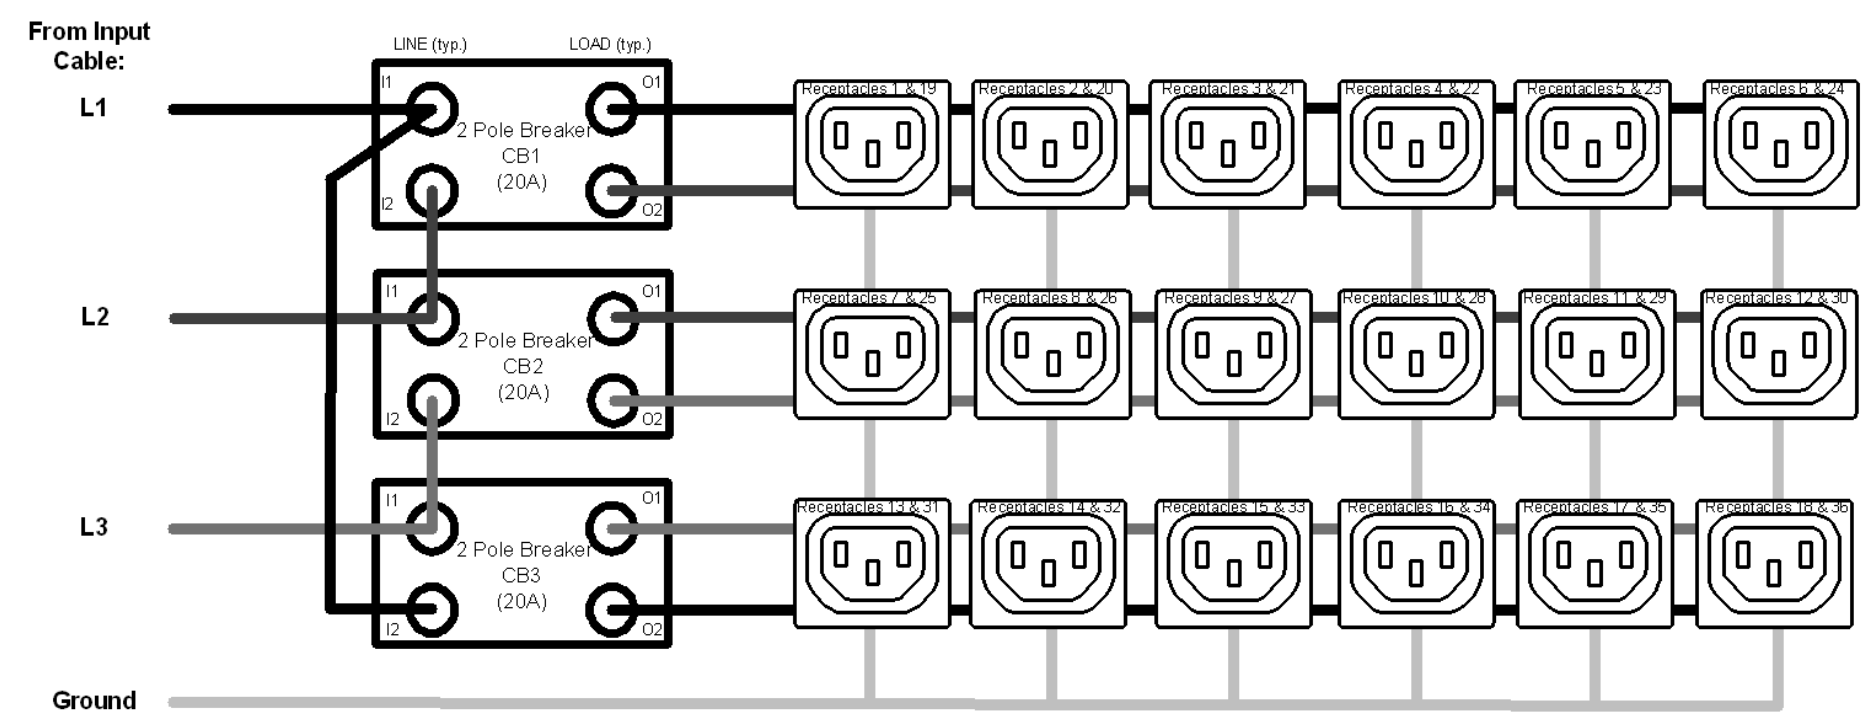 From Input
Cable:
LINE (typ.)
LOAD (typ.)
L1
I1
O1
2 Pole Breaker
CB1
(20A)
I2
O2
Receptacles 1 & 19
Receptacles 2 & 20
Receptacles 3 & 21
Receptacles 4 & 22
Receptacles 5 & 23
Receptacles 6 & 24
L2
I1
O1
2 Pole Breaker
CB2
(20A)
I2
O2
Receptacles 7 & 25
Receptacles 8 & 26
Receptacles 9 & 27
Receptacles 10 & 28
Receptacles 11 & 29
Receptacles 12 & 30
L3
I1
O1
2 Pole Breaker
CB3
(20A)
I2
O2
Receptacles 13 & 31
Receptacles 14 & 32
Receptacles 15 & 33
Receptacles 16 & 34
Receptacles 17 & 35
Receptacles 18 & 36
Ground